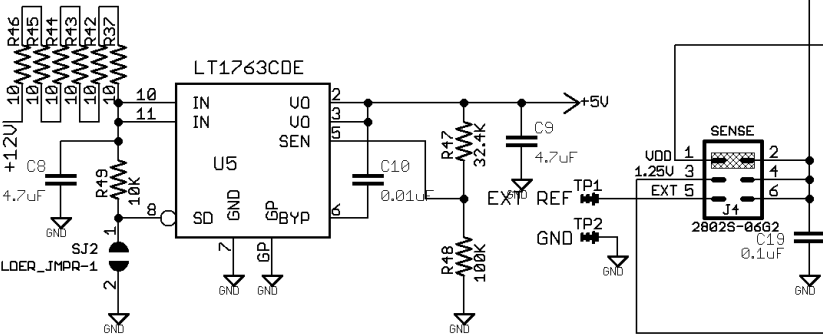 R46
R45
R44
R43
R42
R37
10
10
10
10
10
10
+12V
LT1763CDE
10
11
IN
IN
VO
VO
SEN
2
3
5
+5V
U5
C8
4.7uF
GND
R49
10K
8
SD
GND
GP
BYP
6
C10
0.01uF
R47
32.4K
C9
4.7uF
GND
7
GP
GND
GND
1
SJ2
LDER_JMPR-1
2
GND
R48
100K
GND
EXT REF
TP1
GND
TP2
GND
SENSE
VDD
1
2
1.25V
3
4
EXT
5
6
J4
2802S-06G2
C19
0.1uF
GND